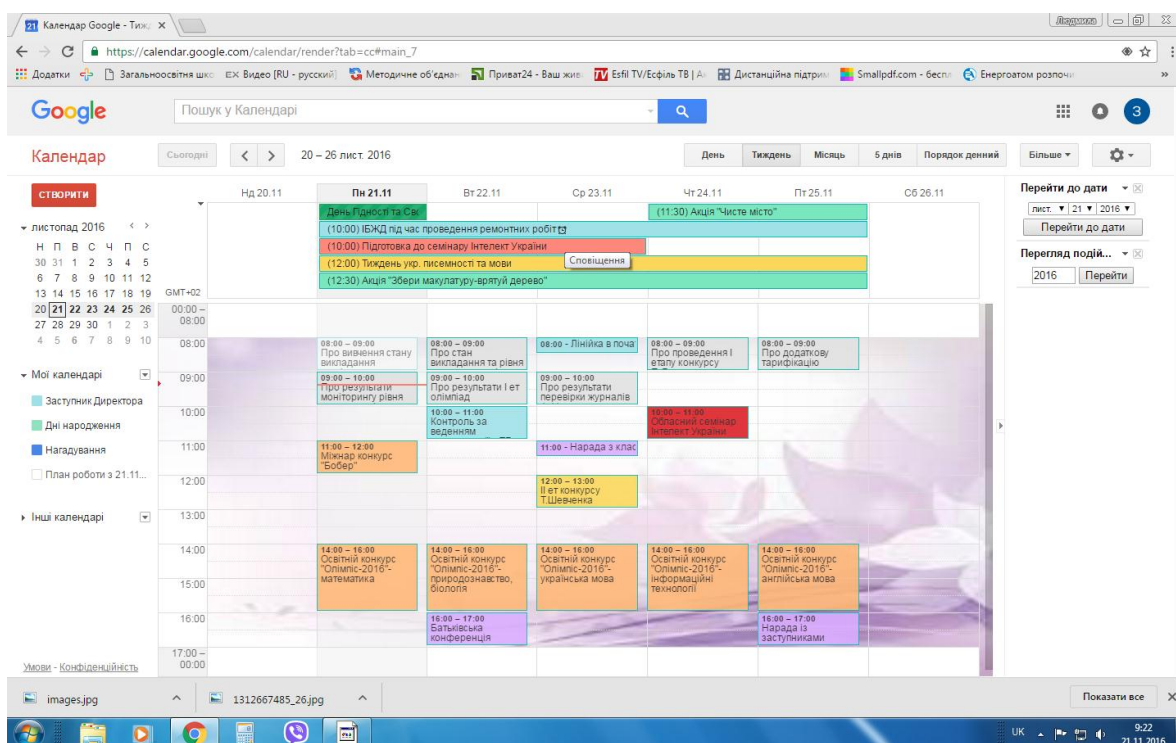 Календар Google - Тиж
Людмила
https://calendar.google.com/calendar/render?tab=cc#main_7
Додатки Загальноосвітня шко Видео [RU - русский] Методичне об'єднан Приват24 - Ваш жив Esfil TV/Есфіль ТВ | A Дистанційна підтрим Smallpdf.com - беспл Енергоатом розпочи »
Google
Пошук у Календарі
З
Календар
Сьогодні
20 – 26 лист. 2016
День Тиждень Місяць 5 днів Порядок денний Більше
СТВОРИТИ
листопад 2016
Н П В С Ч П С
30 31 1 2 3 4 5
6 7 8 9 10 11 12
13 14 15 16 17 18 19
20 21 22 23 24 25 26
27 28 29 30 1 2 3
4 5 6 7 8 9 10
Мої календарі
Заступник Директора
Дні народження
Нагадування
План роботи з 21.11...
Інші календарі
Умови - Конфіденційність
Нд 20.11 Пн 21.11 Вт 22.11 Ср 23.11 Чт 24.11 Пт 25.11 Сб 26.11
День Гідності та Сво
(11:30) Акція "Чисте місто"
(10:00) ІБЖД під час проведення ремонтних робіт
(10:00) Підготовка до семінару Інтелект України
Сповіщення
(12:00) Тиждень укр. писемності та мови
(12:30) Акція "Збери макулатуру-врятуй дерево"
GMT+02
00:00 –
08:00
08:00
09:00
10:00
11:00
12:00
13:00
14:00
15:00
16:00
17:00 –
00:00
08:00 – 09:00
Про вивчення стану
викладання
09:00 – 10:00
Про результати
моніторингу рівня
11:00 – 12:00
Міжнар конкурс
"Бобер"
14:00 – 16:00
Освітній конкурс
"Олімпіс-2016"-
математика
08:00 – 09:00
Про стан
викладання та рівня
09:00 – 10:00
Про результати І ет
олімпіад
10:00 – 11:00
Контроль за
веденням
14:00 – 16:00
Освітній конкурс
"Олімпіс-2016"-
природознавство,
біологія
16:00 – 17:00
Батьківська
конференція
08:00 - Лінійка в поча
09:00 – 10:00
Про результати
перевірки журналів
11:00 - Нарада з клас
12:00 – 13:00
ІІ ет конкурсу
Т.Шевченка
14:00 – 16:00
Освітній конкурс
"Олімпіс-2016"-
українська мова
08:00 – 09:00
Про проведення І
етапу конкурсу
10:00 – 11:00
Обласний семінар
Інтелект України
14:00 – 16:00
Освітній конкурс
"Олімпіс-2016"-
інформаційні
технології
08:00 – 09:00
Про додаткову
тарифікацію
14:00 – 16:00
Освітній конкурс
"Олімпіс-2016"-
англійська мова
16:00 – 17:00
Нарада із
заступниками
Перейти до дати
лист. 21 2016
Перейти до дати
Перегляд подій...
2016 Перейти
images.jpg
1312667485_26.jpg
Показати все
UK
9:22
21.11.2016